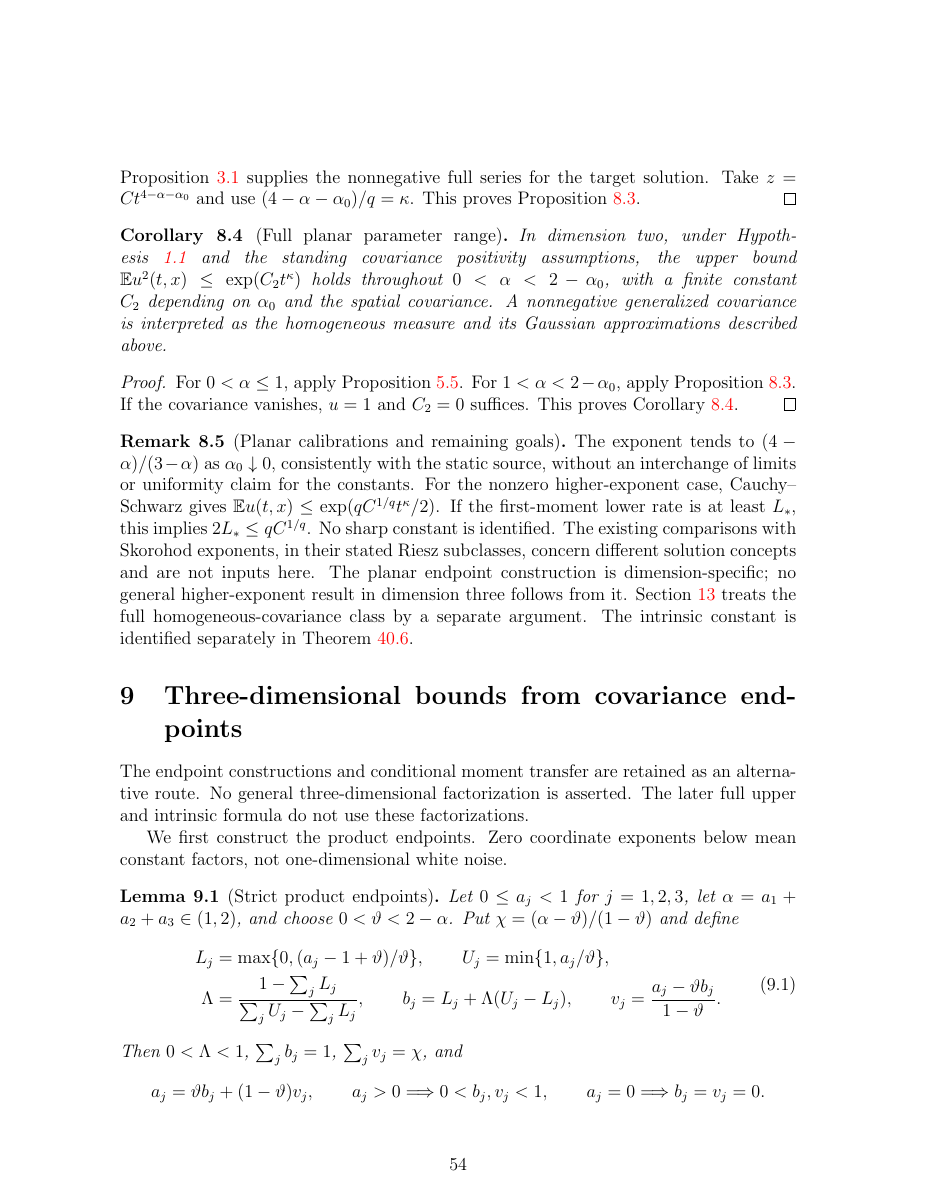 Proposition 3.1 supplies the nonnegative full series for the target solution. Take z =
Ct^{4−α−α_0} and use (4 − α − α_0)/q = κ. This proves Proposition 8.3. □
Corollary 8.4 (Full planar parameter range). In dimension two, under Hypoth-
esis 1.1 and the standing covariance positivity assumptions, the upper bound
𝔼u^2(t, x) ≤ exp(C_2t^κ) holds throughout 0 < α < 2 − α_0, with a finite constant
C_2 depending on α_0 and the spatial covariance. A nonnegative generalized covariance
is interpreted as the homogeneous measure and its Gaussian approximations described
above.
Proof. For 0 < α ≤ 1, apply Proposition 5.5. For 1 < α < 2−α_0, apply Proposition 8.3.
If the covariance vanishes, u = 1 and C_2 = 0 suffices. This proves Corollary 8.4. □
Remark 8.5 (Planar calibrations and remaining goals). The exponent tends to (4 −
α)/(3−α) as α_0 ↓ 0, consistently with the static source, without an interchange of limits
or uniformity claim for the constants. For the nonzero higher-exponent case, Cauchy–
Schwarz gives 𝔼u(t, x) ≤ exp(qC^{1/q}t^κ/2). If the first-moment lower rate is at least L_*,
this implies 2L_* ≤ qC^{1/q}. No sharp constant is identified. The existing comparisons with
Skorohod exponents, in their stated Riesz subclasses, concern different solution concepts
and are not inputs here. The planar endpoint construction is dimension-specific; no
general higher-exponent result in dimension three follows from it. Section 13 treats the
full homogeneous-covariance class by a separate argument. The intrinsic constant is
identified separately in Theorem 40.6.
9 Three-dimensional bounds from covariance end-
points
The endpoint constructions and conditional moment transfer are retained as an alterna-
tive route. No general three-dimensional factorization is asserted. The later full upper
and intrinsic formula do not use these factorizations.
We first construct the product endpoints. Zero coordinate exponents below mean
constant factors, not one-dimensional white noise.
Lemma 9.1 (Strict product endpoints). Let 0 ≤ a_j < 1 for j = 1, 2, 3, let α = a_1 +
a_2 + a_3 ∈ (1, 2), and choose 0 < ϑ < 2 − α. Put χ = (α − ϑ)/(1 − ϑ) and define
L_j = max{0, (a_j − 1 + ϑ)/ϑ}, U_j = min{1, a_j/ϑ},
Λ = \frac{1 − ∑_j L_j}{∑_j U_j − ∑_j L_j}, b_j = L_j + Λ(U_j − L_j), v_j = \frac{a_j − ϑb_j}{1 − ϑ}. (9.1)
Then 0 < Λ < 1, ∑_j b_j = 1, ∑_j v_j = χ, and
a_j = ϑb_j + (1 − ϑ)v_j, a_j > 0 ⟹ 0 < b_j, v_j < 1, a_j = 0 ⟹ b_j = v_j = 0.
54